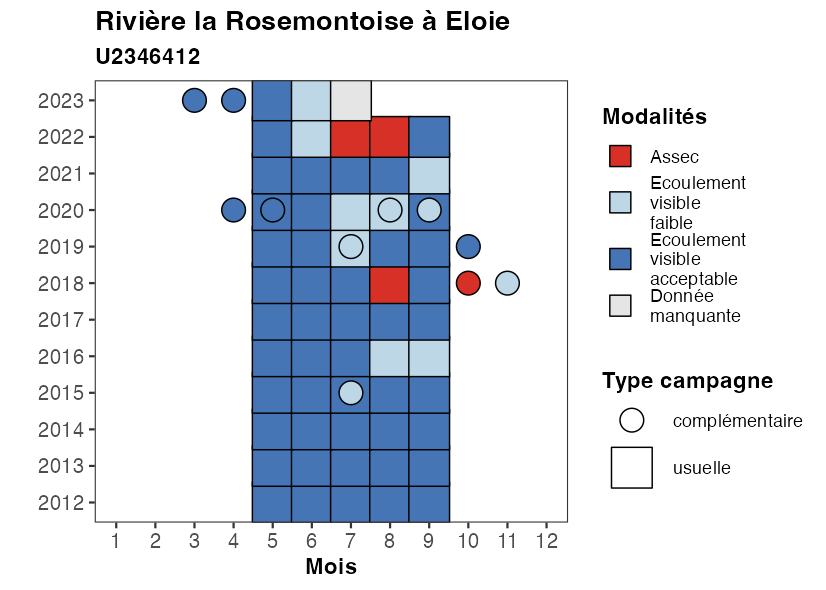 Rivière la Rosemontoise à Eloie
U2346412
2023
2022
2021
2020
2019
2018
2017
2016
2015
2014
2013
2012
1 2 3 4 5 6 7 8 9 10 11 12
Mois
Modalités
Assec
Ecoulement
visible
faible
Ecoulement
visible
acceptable
Donnée
manquante
Type campagne
complémentaire
usuelle